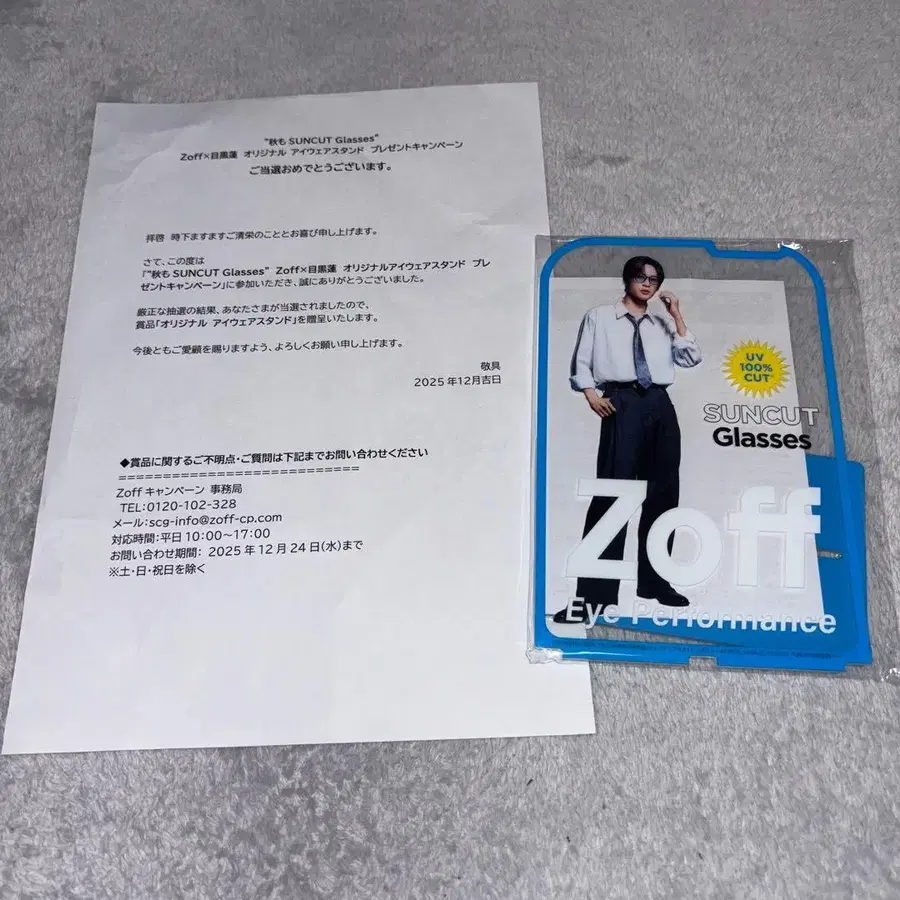 “秋も SUNCUT Glasses”
Zoff×目黒蓮 オリジナル アイウェアスタンド プレゼントキャンペーン
ご当選おめでとうございます。
拝啓 時下ますますご清栄のこととお喜び申し上げます。
さて、この度は
「“秋も SUNCUT Glasses” Zoff×目黒蓮 オリジナルアイウェアスタンド プレ
ゼントキャンペーン」に参加いただき、誠にありがとうございました。
厳正な抽選の結果、あなたさまが当選されましたので、
賞品「オリジナル アイウェアスタンド」を贈呈いたします。
今後ともご愛顧を賜りますよう、よろしくお願い申し上げます。
敬具
2025 年12月吉日
◆賞品に関するご不明点・ご質問は下記までお問い合わせください
===========================
Zoff キャンペーン 事務局
TEL:0120-102-328
メール:scg-info@zoff-cp.com
対応時間:平日 10:00~17:00
お問い合わせ期間: 2025 年 12 月 24 日(水)まで
※土・日・祝日を除く
UV
100%
CUT
SUNCUT
Glasses
Zoff
Eye Performance